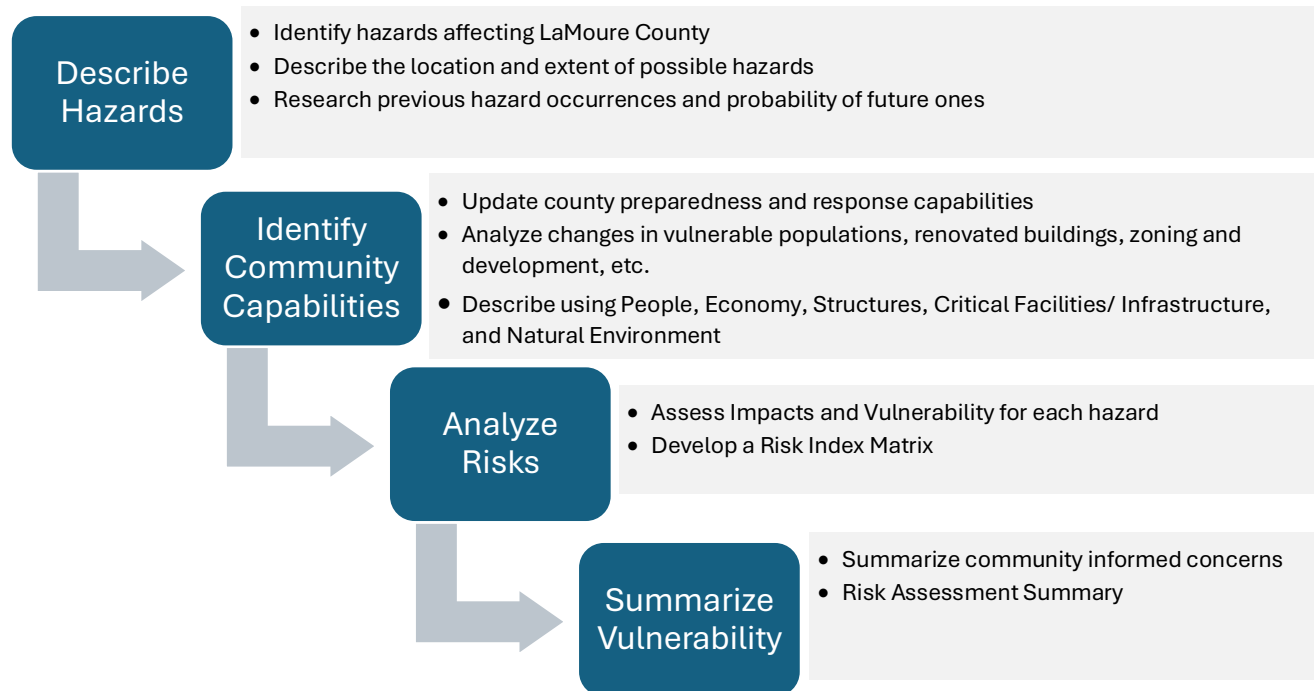 Describe
Hazards
• Identify hazards affecting LaMoure County
• Describe the location and extent of possible hazards
• Research previous hazard occurrences and probability of future ones
Identify
Community
Capabilities
• Update county preparedness and response capabilities
• Analyze changes in vulnerable populations, renovated buildings, zoning and
development, etc.
• Describe using People, Economy, Structures, Critical Facilities/ Infrastructure,
and Natural Environment
Analyze
Risks
• Assess Impacts and Vulnerability for each hazard
• Develop a Risk Index Matrix
Summarize
Vulnerability
• Summarize community informed concerns
• Risk Assessment Summary